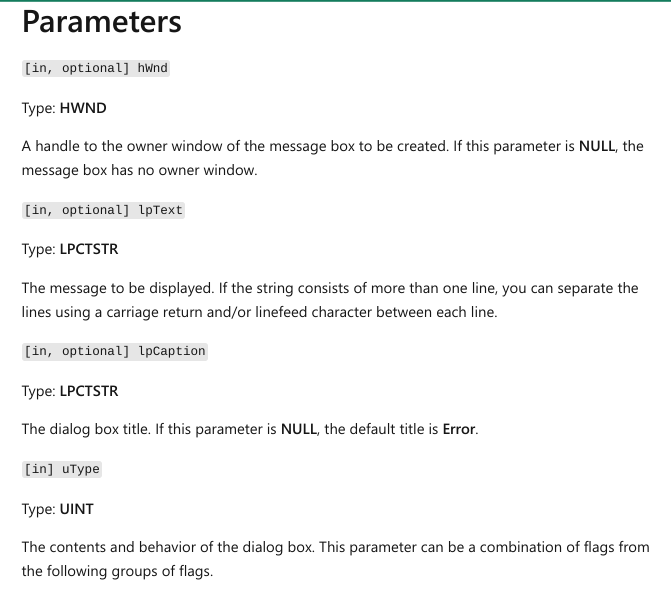 Parameters
[in, optional] hWnd
Type: HWND
A handle to the owner window of the message box to be created. If this parameter is NULL, the
message box has no owner window.
[in, optional] lpText
Type: LPCTSTR
The message to be displayed. If the string consists of more than one line, you can separate the
lines using a carriage return and/or linefeed character between each line.
[in, optional] lpCaption
Type: LPCTSTR
The dialog box title. If this parameter is NULL, the default title is Error.
[in] uType
Type: UINT
The contents and behavior of the dialog box. This parameter can be a combination of flags from
the following groups of flags.